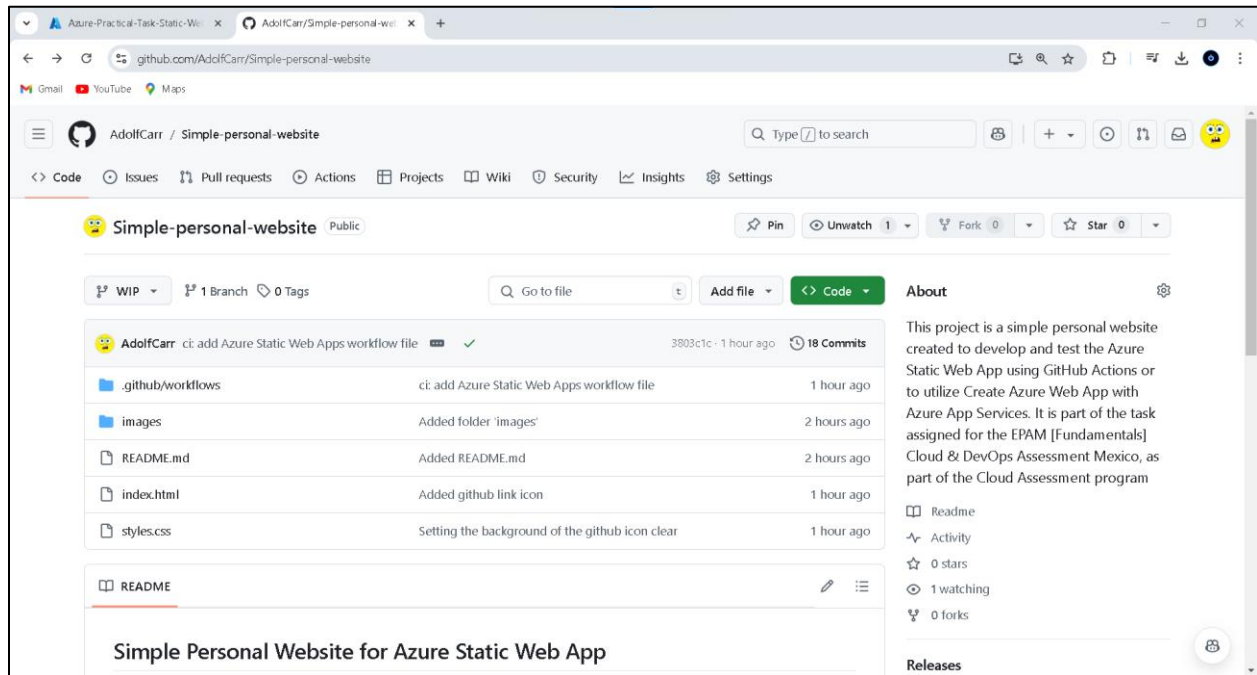 Azure-Practical-Task-Static-We
AdolfCarr/Simple-personal-wel
github.com/AdolfCarr/Simple-personal-website
Gmail YouTube Maps
AdolfCarr / Simple-personal-website
Type / to search
Code Issues Pull requests Actions Projects Wiki Security Insights Settings
Simple-personal-website Public
Pin Unwatch 1 Fork 0 Star 0
WIP 1 Branch 0 Tags Go to file t Add file Code
AdolfCarr ci: add Azure Static Web Apps workflow file 3803c1c · 1 hour ago 18 Commits
.github/workflows ci: add Azure Static Web Apps workflow file 1 hour ago
images Added folder 'images' 2 hours ago
README.md Added README.md 2 hours ago
index.html Added github link icon 1 hour ago
styles.css Setting the background of the github icon clear 1 hour ago
README
Simple Personal Website for Azure Static Web App
About
This project is a simple personal website
created to develop and test the Azure
Static Web App using GitHub Actions or
to utilize Create Azure Web App with
Azure App Services. It is part of the task
assigned for the EPAM [Fundamentals]
Cloud & DevOps Assessment Mexico, as
part of the Cloud Assessment program
Readme
Activity
0 stars
1 watching
0 forks
Releases